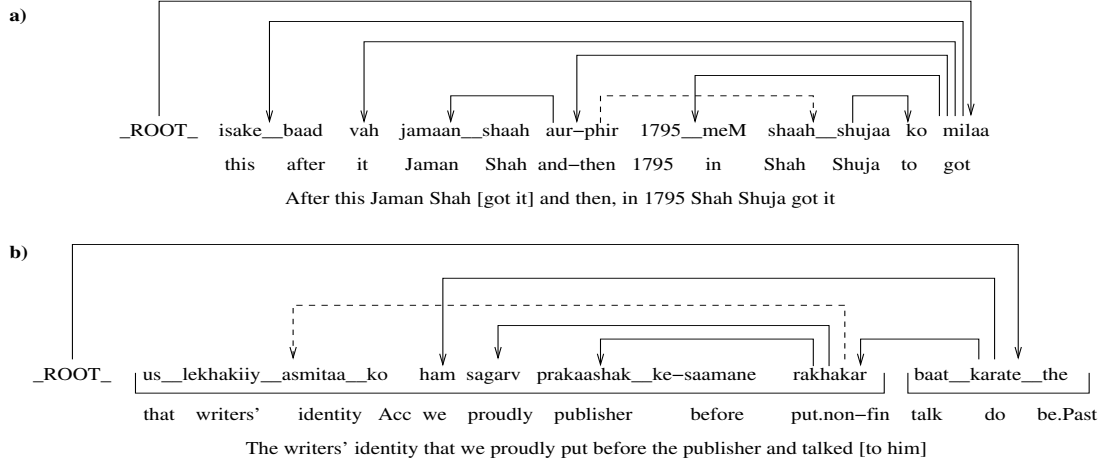 a)
_ROOT_ isake__baad vah jamaan__shaah aur−phir 1795__meM shaah__shujaa ko milaa
this after it Jaman Shah and−then 1795 in Shah Shuja to got
After this Jaman Shah [got it] and then, in 1795 Shah Shuja got it
b)
_ROOT_ us__lekhakiiy__asmitaa__ko ham sagarv prakaashak__ke−saamane rakhakar baat__karate__the
that writers' identity Acc we proudly publisher before put.non−fin talk do be.Past
The writers' identity that we proudly put before the publisher and talked [to him]